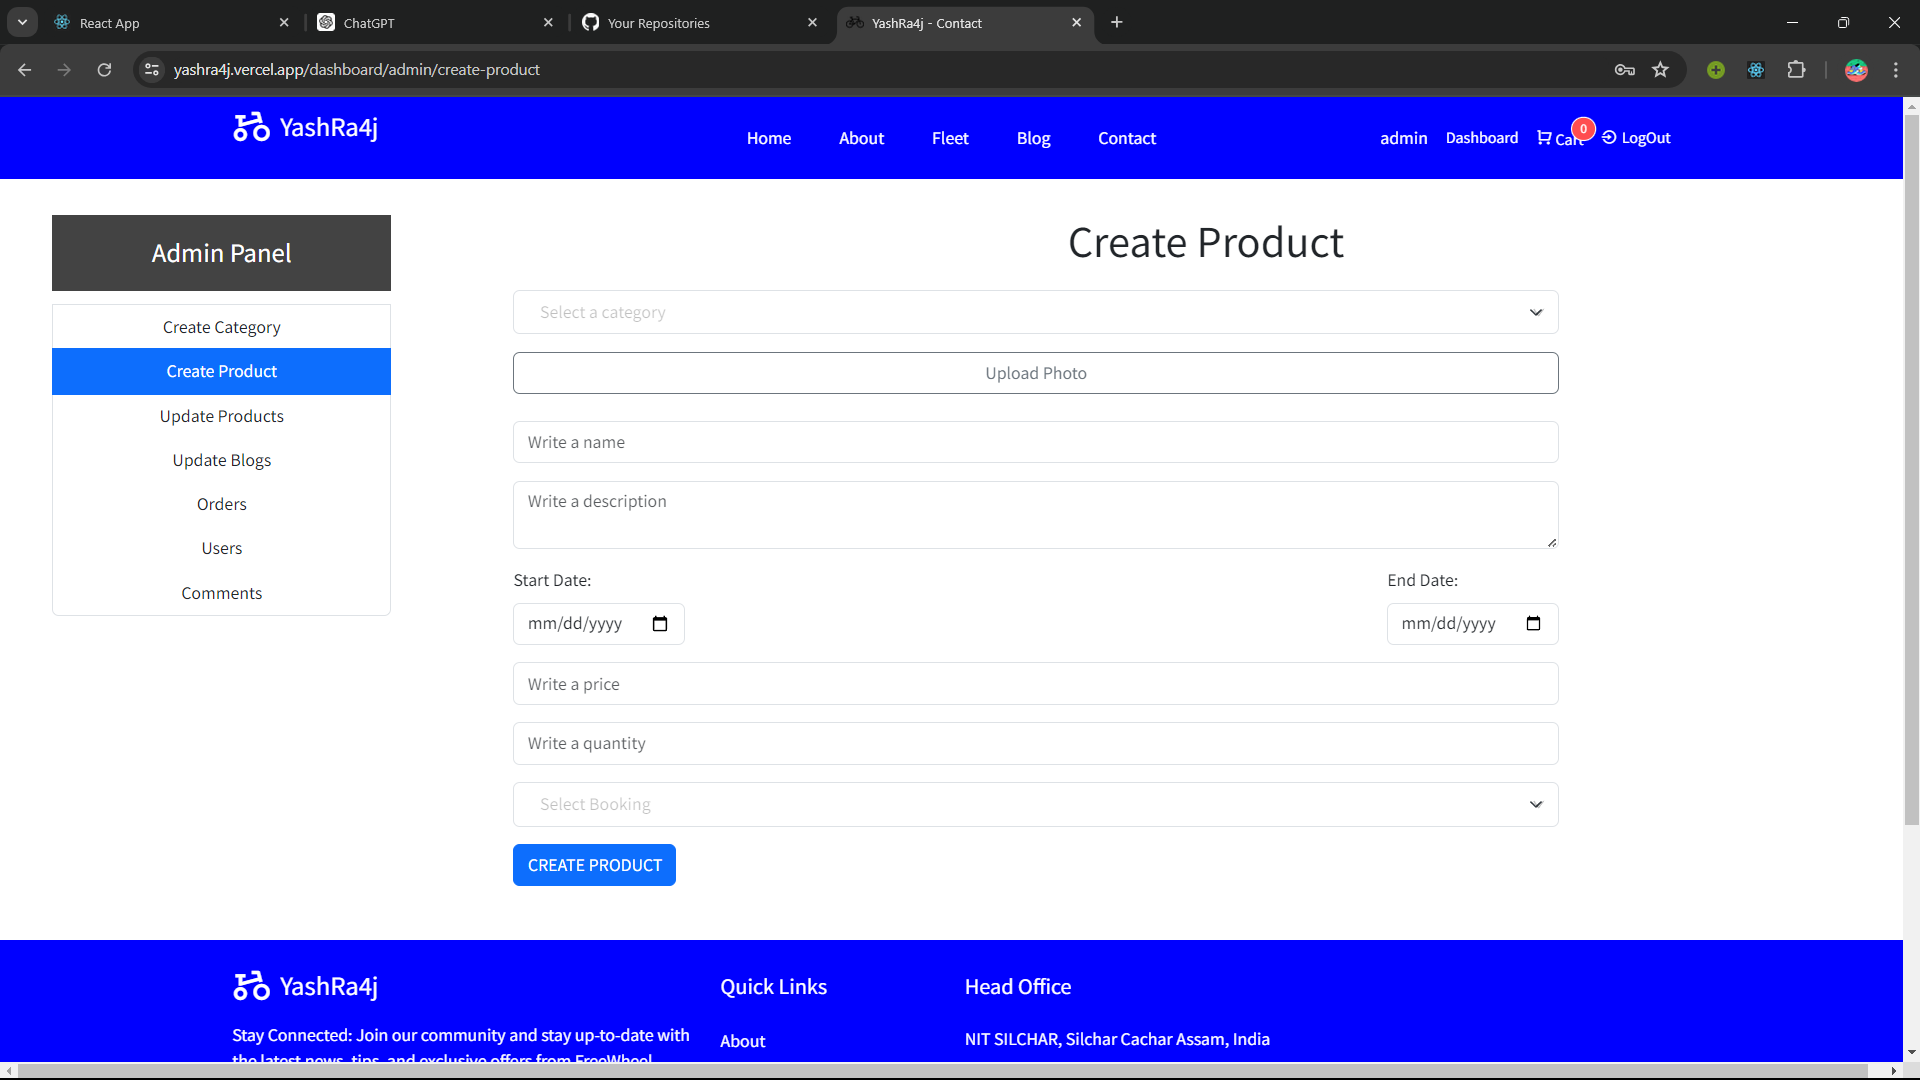 React App
ChatGPT
Your Repositories
YashRa4j - Contact
yashra4j.vercel.app/dashboard/admin/create-product
YashRa4j
Home
About
Fleet
Blog
Contact
admin
Dashboard
Cart
0
LogOut
Admin Panel
Create Category
Create Product
Update Products
Update Blogs
Orders
Users
Comments
Create Product
Select a category
Upload Photo
Write a name
Write a description
Start Date:
End Date:
mm/dd/yyyy
mm/dd/yyyy
Write a price
Write a quantity
Select Booking
CREATE PRODUCT
YashRa4j
Stay Connected: Join our community and stay up-to-date with
the latest news, tips, and exclusive offers from FreeWheel
Quick Links
About
Head Office
NIT SILCHAR, Silchar Cachar Assam, India